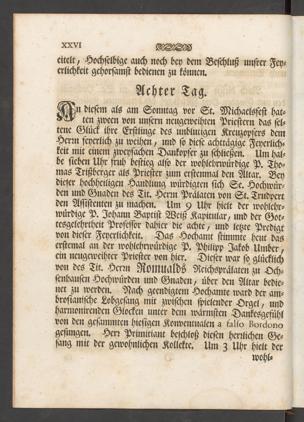 XXVI
eitelt, Hochselbige auch noch bey dem Beschluß unsrer Fey-
erlichkeit gehorsamst bedienen zu können.
Achter Tag.
An diesem als am Sonntag vor St. Michaelsfest hat-
ten zween von unsern neugeweihten Priestern das sel-
tene Glück ihre Erstlinge des unblutigen Kreuzopfers dem
Herrn feyerlich zu weihen, und so diese achttägige Feyerlich-
keit mit einem zweyfachen Dankopfer zu schließen. Um hal-
be sieben Uhr früh bestieg also der wohlehrwürdige P. Tho-
mas Trißberger als Priester zum erstenmal den Altar. Bey
dieser hochheiligen Handlung würdigten sich Se. Hochwür-
den und Gnaden des Tit. Herrn Prälaten von St. Trudpert
den Assistenten zu machen. Um 9 Uhr hielt der wohlehr-
würdige P. Johann Baptist Weiß Kapitular, und der Got-
tesgelehrtheit Professor dahier die achte, und letzte Predigt
von dieser Feyerlichkeit. Das Hochamt stimmte heut das
erstemal an der wohlehrwürdige P. Philipp Jakob Umber,
ein neugeweihter Priester von hier. Dieser war so glücklich
von des Tit. Herrn Romualds Reichsprälaten zu Och-
senhausen Hochwürden und Gnaden, über den Altar bedie-
net zu werden. Nach geendigtem Hochamte ward der am-
brosianische Lobgesang mit zwischen spielender Orgel, und
harmonirenden Glocken unter dem wärmsten Dankesgefühl
von den gesammten hiesigen Konventualen a falso Bordono
gesungen. Herr Primitiant beschloß diesen herrlichen Ge-
sang mit der gewöhnlichen Kollekte. Um 3 Uhr hielt der
wohl-